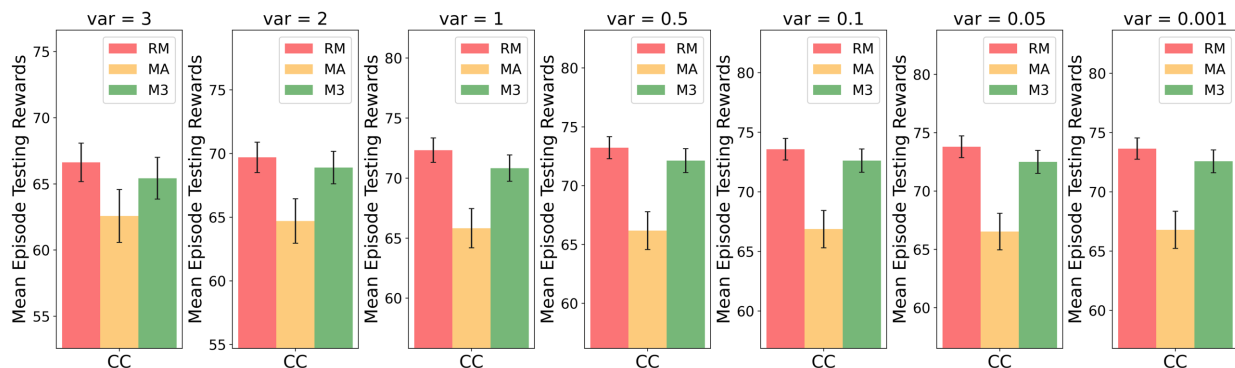 var = 3
Mean Episode Testing Rewards
75
70
65
60
55
RM
MA
M3
CC
var = 2
Mean Episode Testing Rewards
75
70
65
60
55
RM
MA
M3
CC
var = 1
Mean Episode Testing Rewards
80
75
70
65
60
RM
MA
M3
CC
var = 0.5
Mean Episode Testing Rewards
80
75
70
65
60
RM
MA
M3
CC
var = 0.1
Mean Episode Testing Rewards
80
75
70
65
60
RM
MA
M3
CC
var = 0.05
Mean Episode Testing Rewards
80
75
70
65
60
RM
MA
M3
CC
var = 0.001
Mean Episode Testing Rewards
80
75
70
65
60
RM
MA
M3
CC